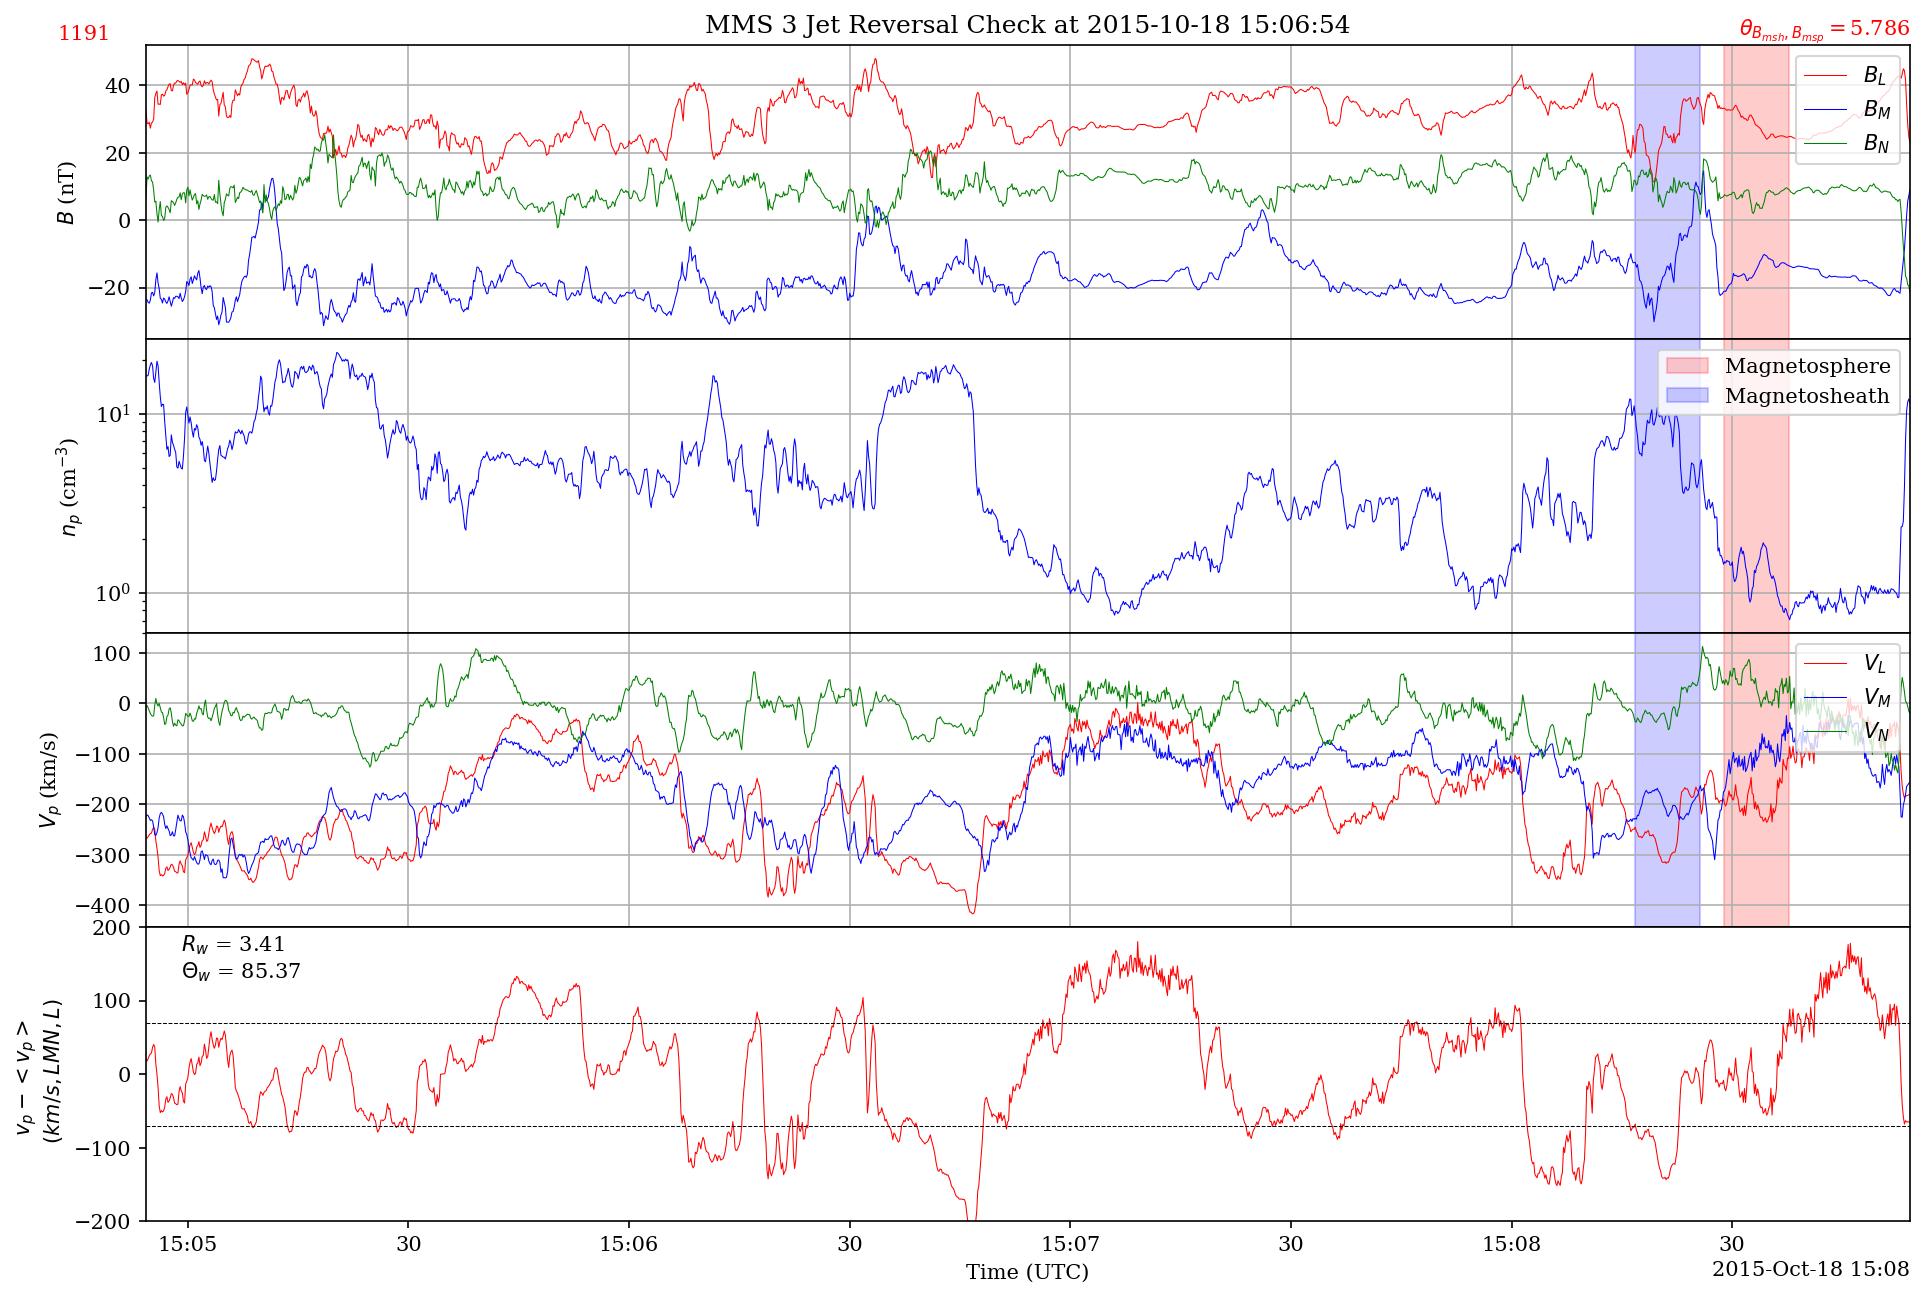 MMS 3 Jet Reversal Check at 2015-10-18 15:06:54
1191
θ_{B_{msh}, B_{msp}} = 5.786
B (nT)
40
20
0
−20
B_L
B_M
B_N
n_p (cm⁻³)
10¹
10⁰
Magnetosphere
Magnetosheath
V_p (km/s)
100
0
−100
−200
−300
−400
V_L
V_M
V_N
v_p − < v_p >
(km/s, LMN, L)
200
100
0
−100
−200
R_w = 3.41
Θ_w = 85.37
15:05
30
15:06
30
15:07
30
15:08
30
Time (UTC)
2015-Oct-18 15:08